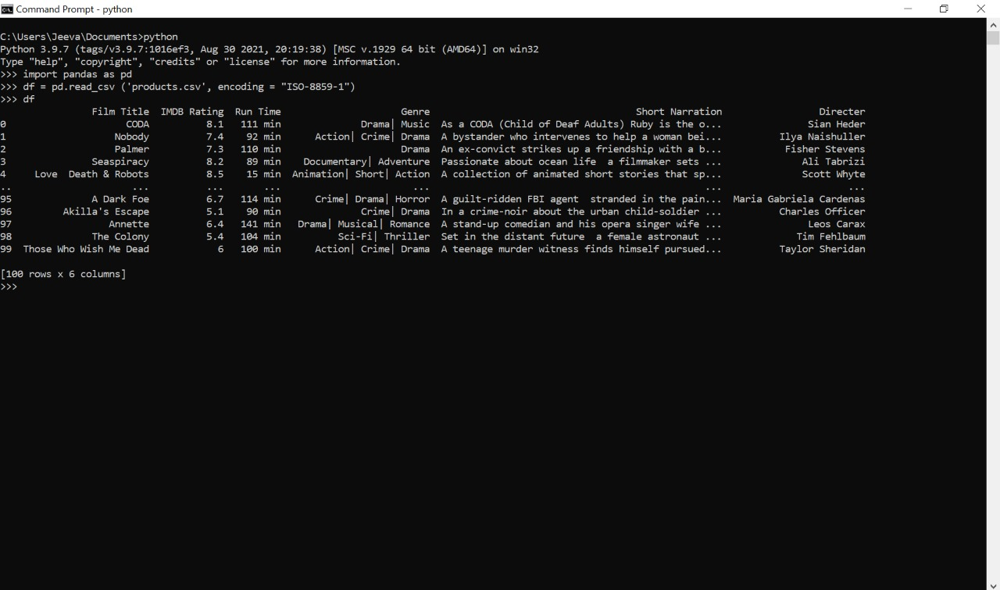 Command Prompt - python
C:\Users\Jeeva\Documents>python
Python 3.9.7 (tags/v3.9.7:1016ef3, Aug 30 2021, 20:19:38) [MSC v.1929 64 bit (AMD64)] on win32
Type "help", "copyright", "credits" or "license" for more information.
>>> import pandas as pd
>>> df = pd.read_csv ('products.csv', encoding = "ISO-8859-1")
>>> df
                Film Title  IMDB Rating  Run Time                     Genre                                    Short Narration                 Directer
0                     CODA          8.1   111 min              Drama| Music  As a CODA (Child of Deaf Adults) Ruby is the o...               Sian Heder
1                   Nobody          7.4    92 min      Action| Crime| Drama  A bystander who intervenes to help a woman bei...          Ilya Naishuller
2                   Palmer          7.3   110 min                     Drama  An ex-convict strikes up a friendship with a b...           Fisher Stevens
3               Seaspiracy          8.2    89 min    Documentary| Adventure  Passionate about ocean life  a filmmaker sets ...              Ali Tabrizi
4     Love  Death & Robots          8.5    15 min  Animation| Short| Action  A collection of animated short stories that sp...              Scott Whyte
..                     ...          ...       ...                       ...                                                ...                      ...
95              A Dark Foe          6.7   114 min      Crime| Drama| Horror  A guilt-ridden FBI agent  stranded in the pain...  Maria Gabriela Cardenas
96         Akilla's Escape          5.1    90 min              Crime| Drama  In a crime-noir about the urban child-soldier ...          Charles Officer
97                 Annette          6.4   141 min   Drama| Musical| Romance  A stand-up comedian and his opera singer wife ...               Leos Carax
98              The Colony          5.4   104 min          Sci-Fi| Thriller  Set in the distant future  a female astronaut ...             Tim Fehlbaum
99  Those Who Wish Me Dead            6   100 min      Action| Crime| Drama  A teenage murder witness finds himself pursued...          Taylor Sheridan
[100 rows x 6 columns]
>>>